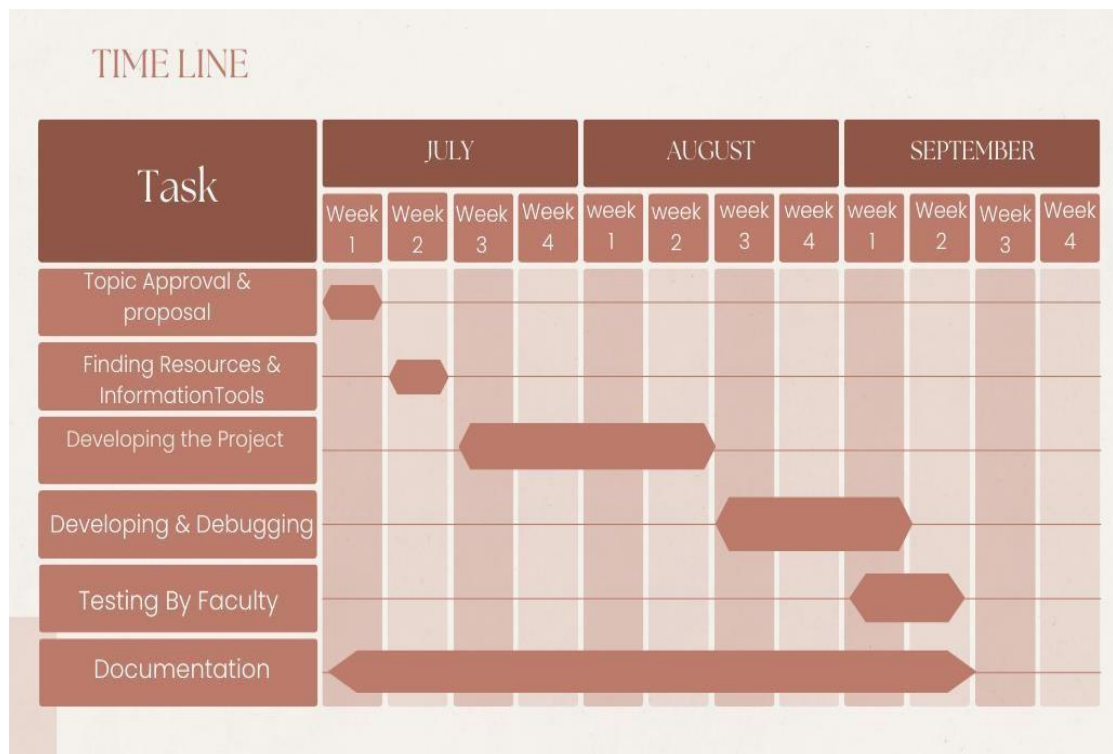 TIME LINE
Task
JULY
AUGUST
SEPTEMBER
Week
1
Week
2
Week
3
Week
4
week
1
week
2
week
3
week
4
week
1
Week
2
Week
3
Week
4
Topic Approval &
proposal
Finding Resources &
InformationTools
Developing the Project
Developing & Debugging
Testing By Faculty
Documentation